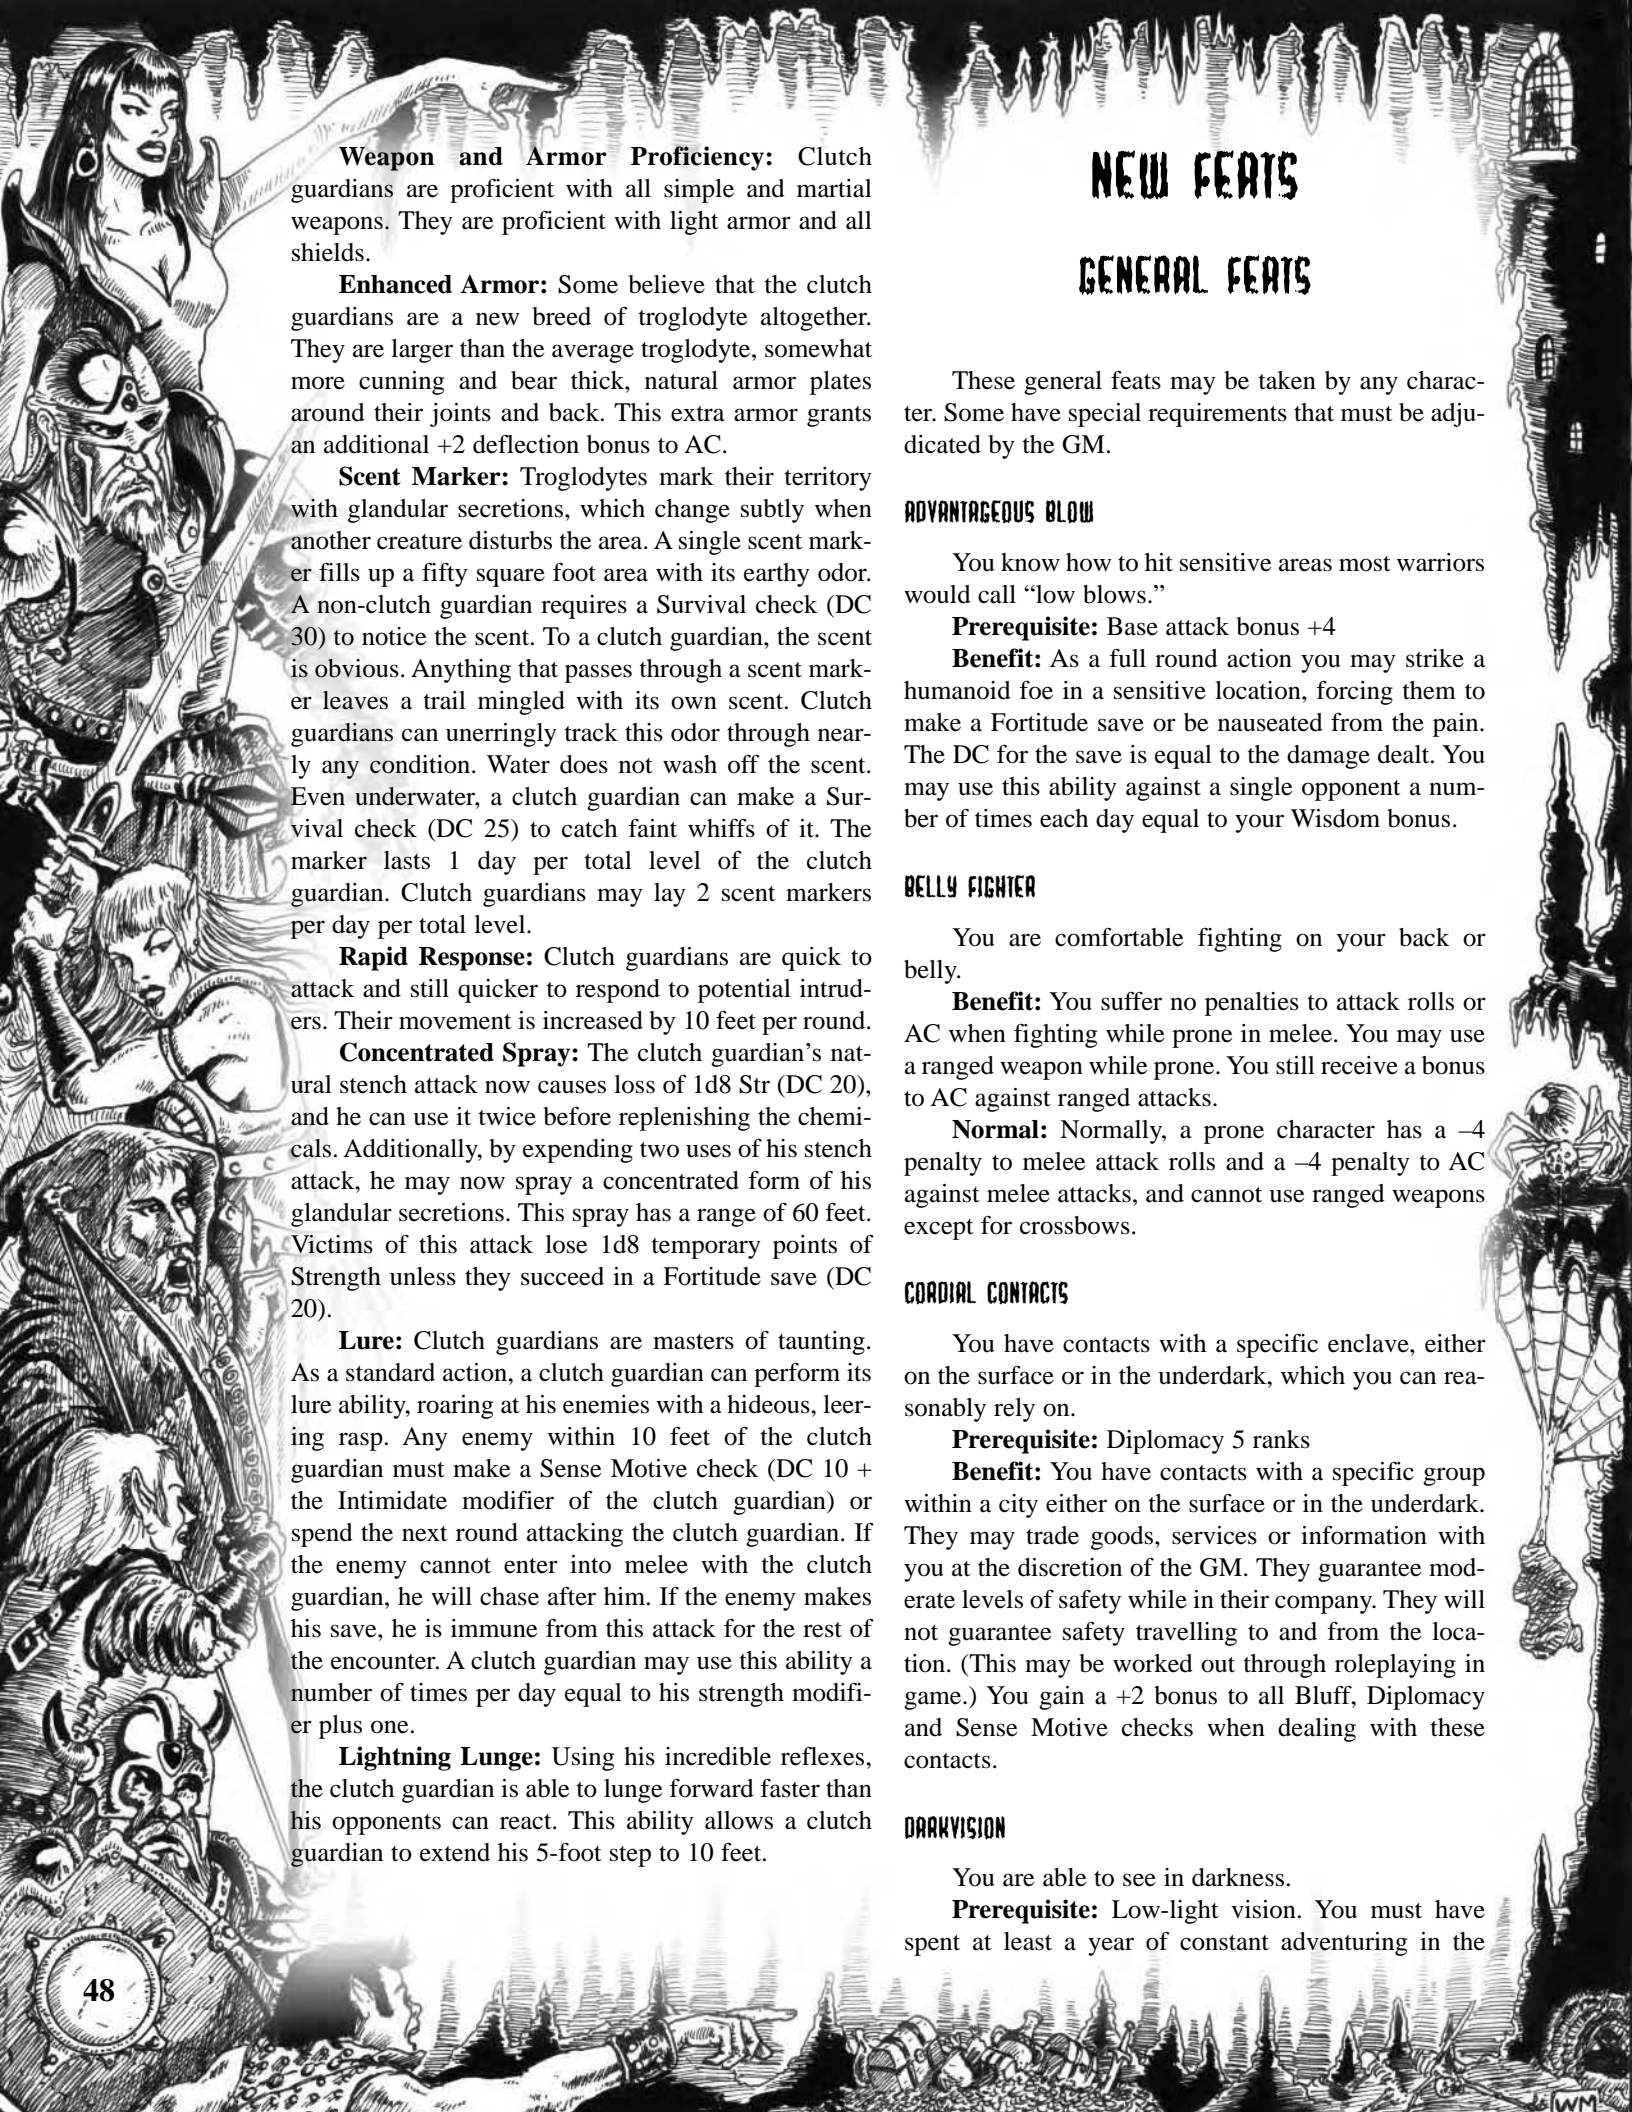 Weapon and Armor Proficiency: Clutch
guardians are proficient with all simple and martial
weapons. They are proficient with light armor and all
shields.
Enhanced Armor: Some believe that the clutch
guardians are a new breed of troglodyte altogether.
They are larger than the average troglodyte, somewhat
more cunning and bear thick, natural armor plates
around their joints and back. This extra armor grants
an additional +2 deflection bonus to AC.
Scent Marker: Troglodytes mark their territory
with glandular secretions, which change subtly when
another creature disturbs the area. A single scent mark-
er fills up a fifty square foot area with its earthy odor.
A non-clutch guardian requires a Survival check (DC
30) to notice the scent. To a clutch guardian, the scent
is obvious. Anything that passes through a scent mark-
er leaves a trail mingled with its own scent. Clutch
guardians can unerringly track this odor through near-
ly any condition. Water does not wash off the scent.
Even underwater, a clutch guardian can make a Sur-
vival check (DC 25) to catch faint whiffs of it. The
marker lasts 1 day per total level of the clutch
guardian. Clutch guardians may lay 2 scent markers
per day per total level.
Rapid Response: Clutch guardians are quick to
attack and still quicker to respond to potential intrud-
ers. Their movement is increased by 10 feet per round.
Concentrated Spray: The clutch guardian’s nat-
ural stench attack now causes loss of 1d8 Str (DC 20),
and he can use it twice before replenishing the chemi-
cals. Additionally, by expending two uses of his stench
attack, he may now spray a concentrated form of his
glandular secretions. This spray has a range of 60 feet.
Victims of this attack lose 1d8 temporary points of
Strength unless they succeed in a Fortitude save (DC
20).
Lure: Clutch guardians are masters of taunting.
As a standard action, a clutch guardian can perform its
lure ability, roaring at his enemies with a hideous, leer-
ing rasp. Any enemy within 10 feet of the clutch
guardian must make a Sense Motive check (DC 10 +
the Intimidate modifier of the clutch guardian) or
spend the next round attacking the clutch guardian. If
the enemy cannot enter into melee with the clutch
guardian, he will chase after him. If the enemy makes
his save, he is immune from this attack for the rest of
the encounter. A clutch guardian may use this ability a
number of times per day equal to his strength modifi-
er plus one.
Lightning Lunge: Using his incredible reflexes,
the clutch guardian is able to lunge forward faster than
his opponents can react. This ability allows a clutch
guardian to extend his 5-foot step to 10 feet.
NEW FEATS
GENERAL FEATS
These general feats may be taken by any charac-
ter. Some have special requirements that must be adju-
dicated by the GM.
ADVANTAGEOUS BLOW
You know how to hit sensitive areas most warriors
would call “low blows.”
Prerequisite: Base attack bonus +4
Benefit: As a full round action you may strike a
humanoid foe in a sensitive location, forcing them to
make a Fortitude save or be nauseated from the pain.
The DC for the save is equal to the damage dealt. You
may use this ability against a single opponent a num-
ber of times each day equal to your Wisdom bonus.
BELLY FIGHTER
You are comfortable fighting on your back or
belly.
Benefit: You suffer no penalties to attack rolls or
AC when fighting while prone in melee. You may use
a ranged weapon while prone. You still receive a bonus
to AC against ranged attacks.
Normal: Normally, a prone character has a –4
penalty to melee attack rolls and a –4 penalty to AC
against melee attacks, and cannot use ranged weapons
except for crossbows.
CORDIAL CONTACTS
You have contacts with a specific enclave, either
on the surface or in the underdark, which you can rea-
sonably rely on.
Prerequisite: Diplomacy 5 ranks
Benefit: You have contacts with a specific group
within a city either on the surface or in the underdark.
They may trade goods, services or information with
you at the discretion of the GM. They guarantee mod-
erate levels of safety while in their company. They will
not guarantee safety travelling to and from the loca-
tion. (This may be worked out through roleplaying in
game.) You gain a +2 bonus to all Bluff, Diplomacy
and Sense Motive checks when dealing with these
contacts.
DARKVISION
You are able to see in darkness.
Prerequisite: Low-light vision. You must have
spent at least a year of constant adventuring in the
48
WM